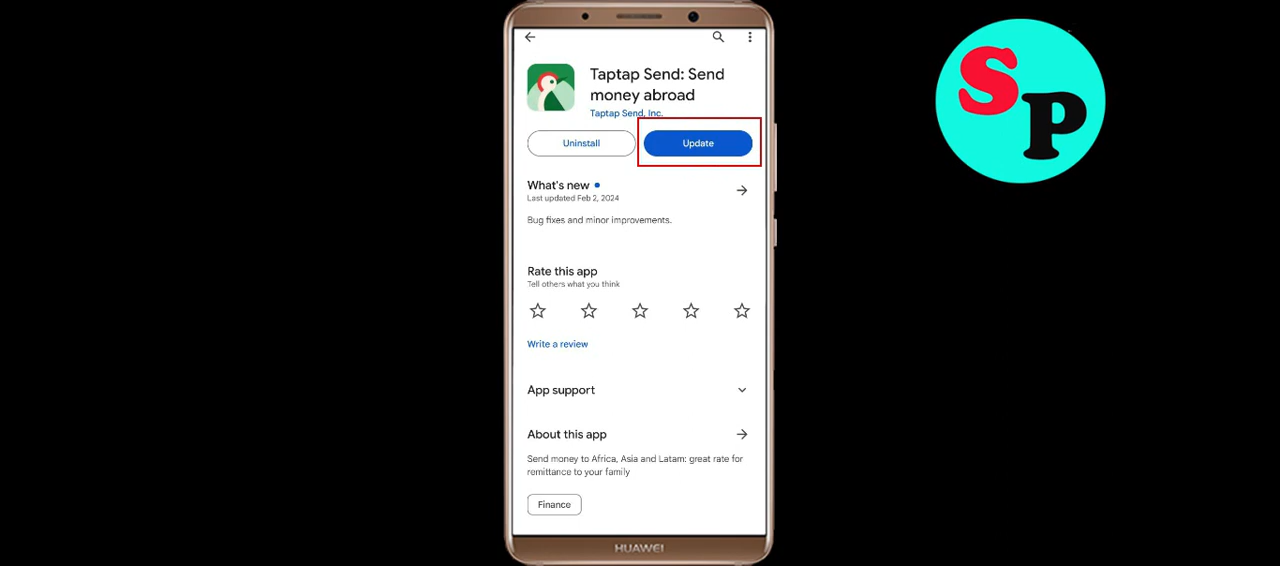 Taptap Send: Send
money abroad
Taptap Send, Inc.
Uninstall
Update
What's new
Last updated Feb 2, 2024
Bug fixes and minor improvements.
Rate this app
Tell others what you think
Write a review
App support
About this app
Send money to Africa, Asia and Latam: great rate for
remittance to your family
Finance
HUAWEI
SP